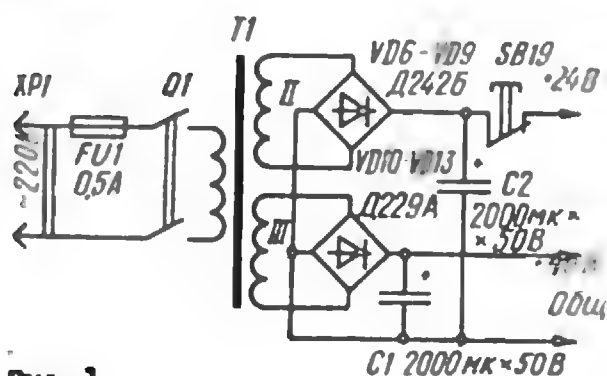 T1
XP1
Q1
FU1
0,5A
~220В
II
III
VD6-VD9
Д242Б
SB19
+24В
VD10-VD13
Д229А
C2
2000мк×
×50В
Общ
C1 2000мк×50В